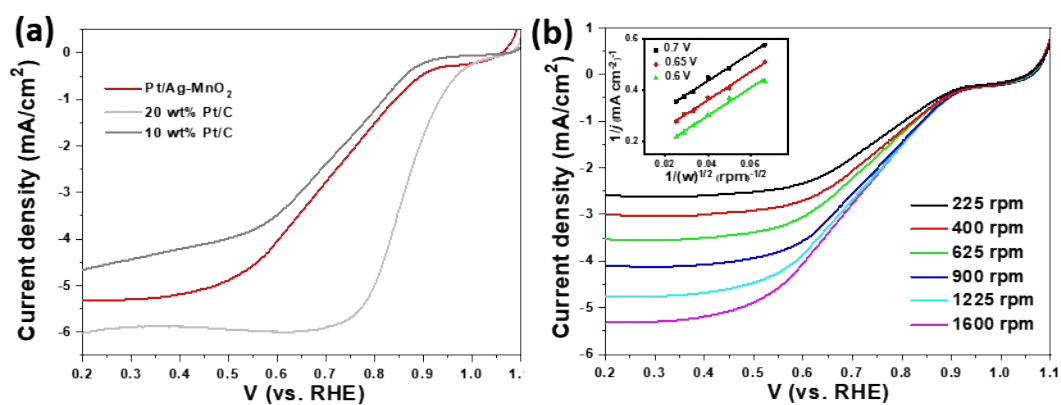 (a)
0
-1
-2
-3
-4
-5
-6
Current density (mA/cm²)
Pt/Ag-MnO₂
20 wt% Pt/C
10 wt% Pt/C
0.2 0.3 0.4 0.5 0.6 0.7 0.8 0.9 1.0 1.
V (vs. RHE)
(b)
1
0
-1
-2
-3
-4
-5
-6
Current density (mA/cm²)
0.6
0.4
0.2
1/j (mA cm⁻²)⁻¹
0.7 V
0.65 V
0.6 V
0.02 0.04 0.06
1/(w)^1/2 (rpm)^-1/2
225 rpm
400 rpm
625 rpm
900 rpm
1225 rpm
1600 rpm
0.2 0.3 0.4 0.5 0.6 0.7 0.8 0.9 1.0 1.1
V (vs. RHE)